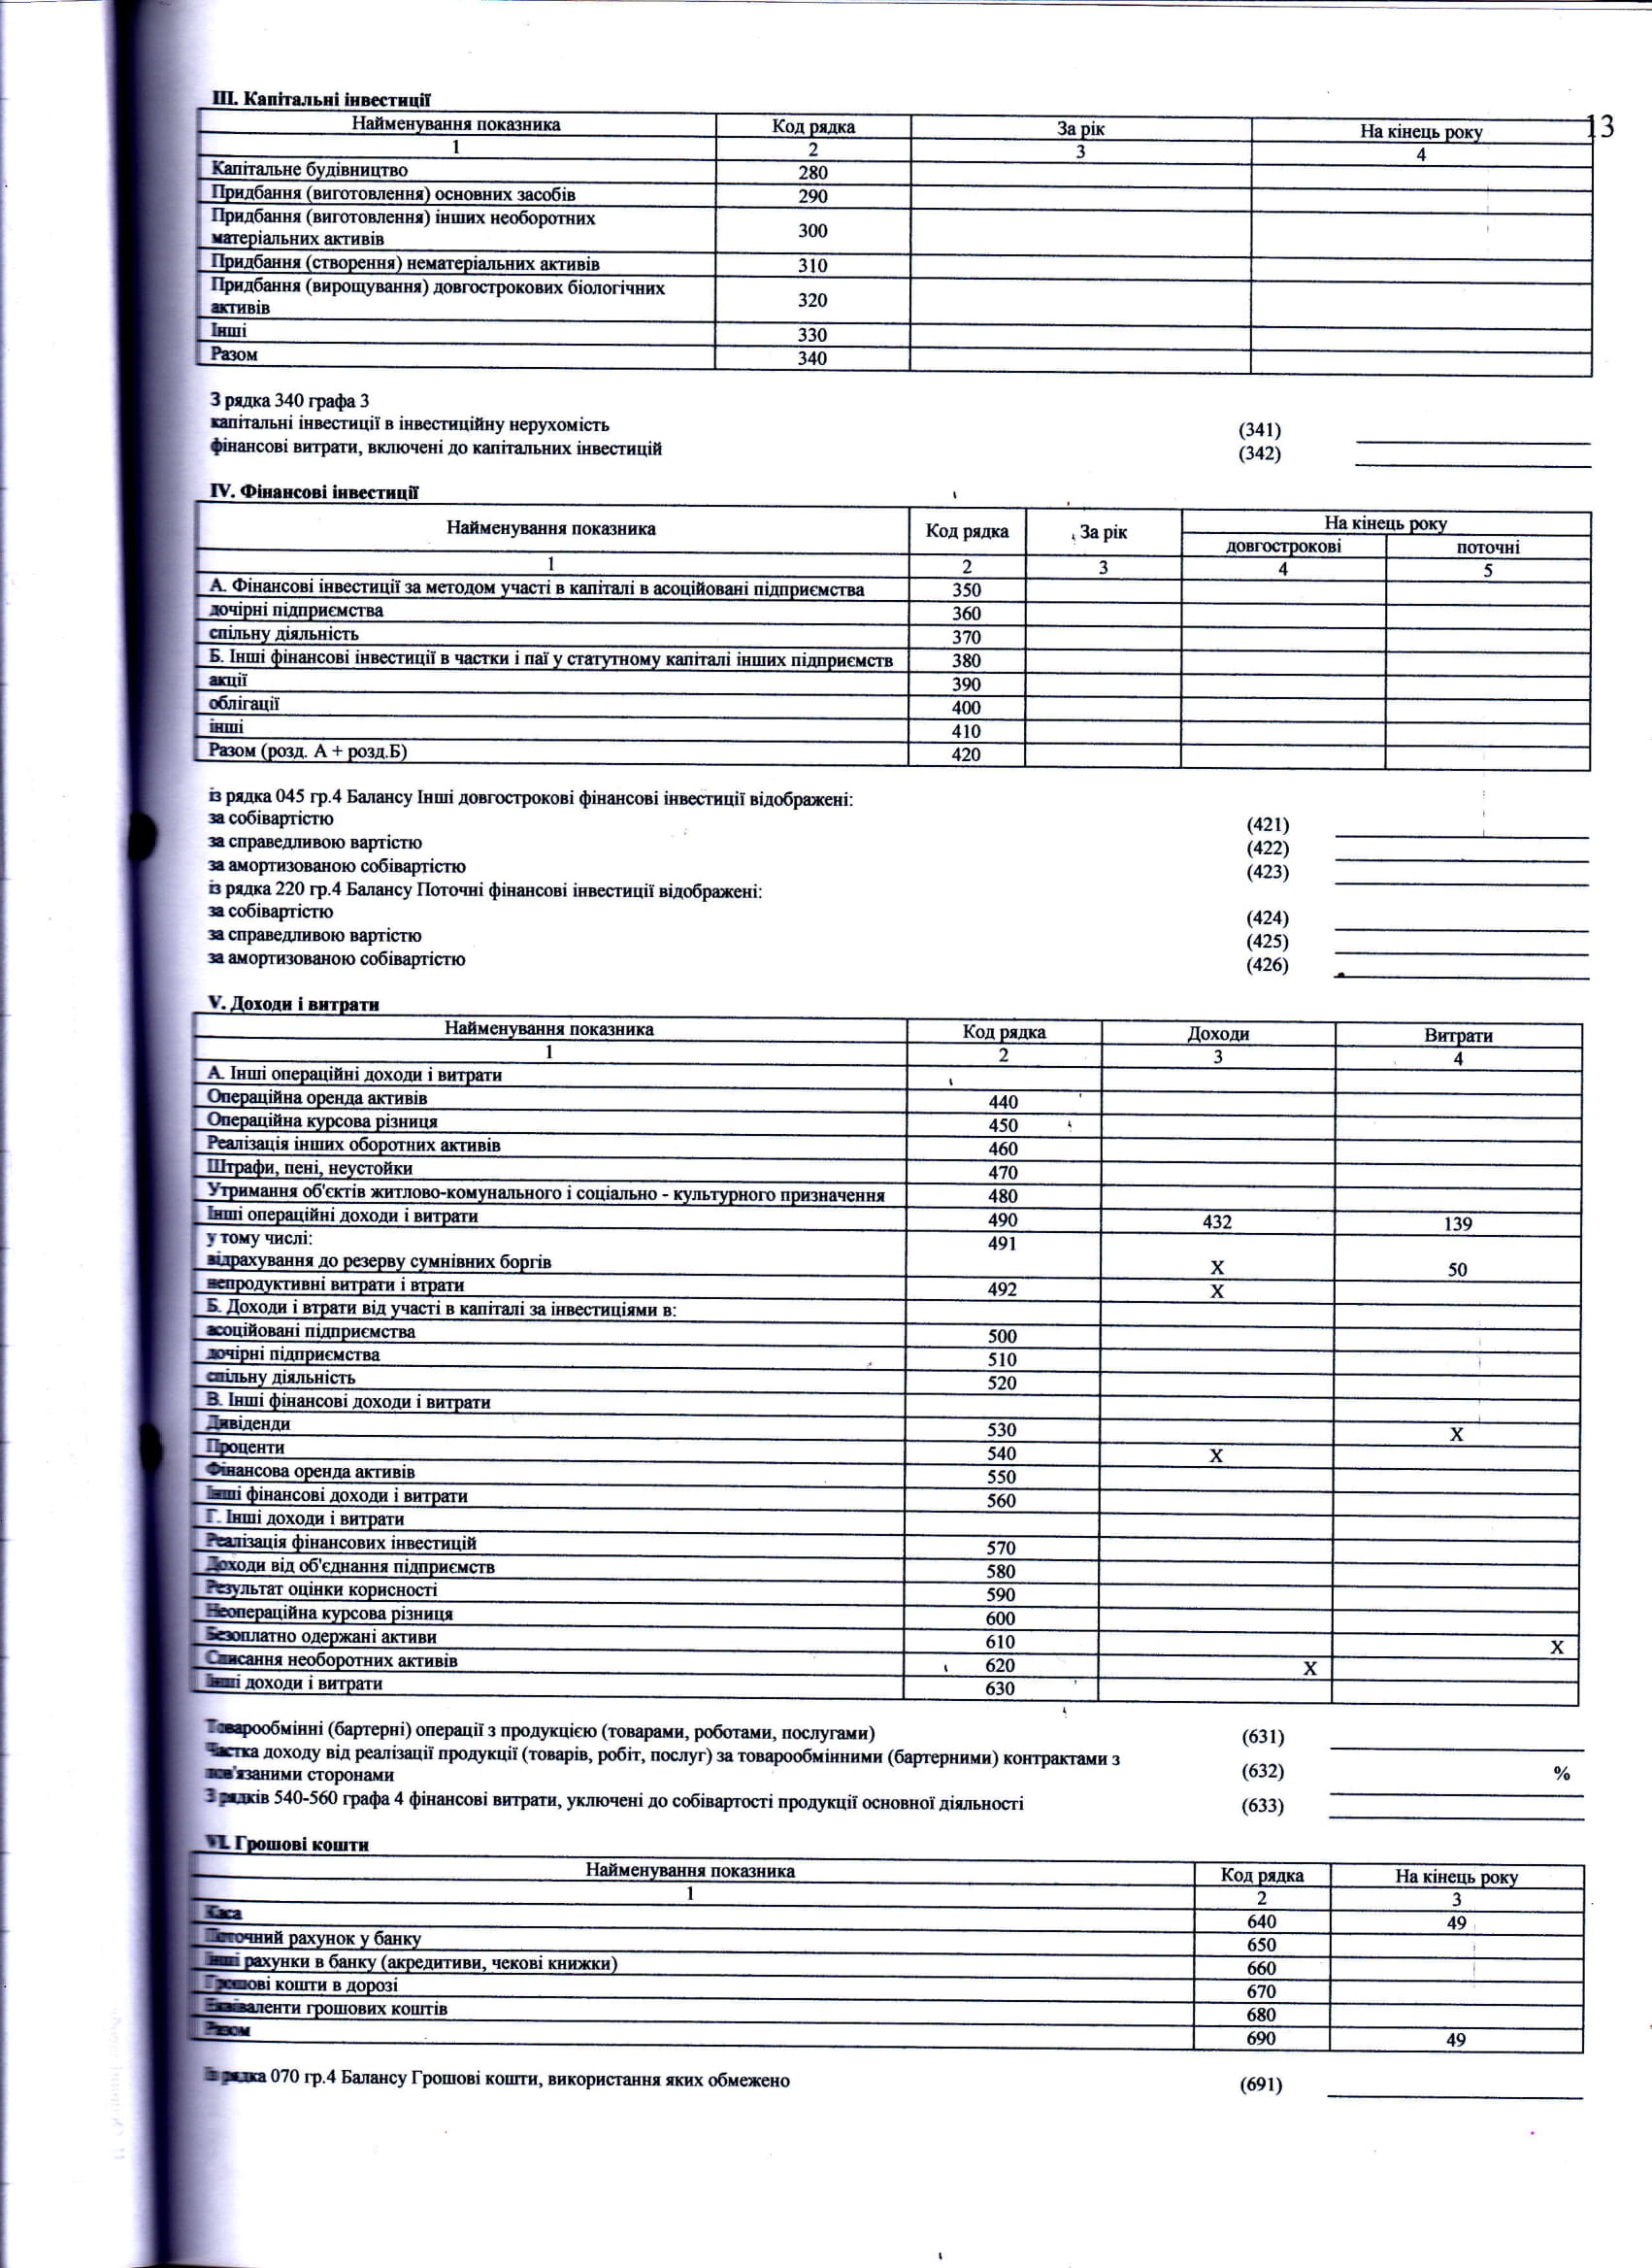 13
III. Капітальні інвестиції
Найменування показника Код рядка За рік На кінець року
1 2 3 4
Капітальне будівництво 280
Придбання (виготовлення) основних засобів 290
Придбання (виготовлення) інших необоротних
матеріальних активів 300
Придбання (створення) нематеріальних активів 310
Придбання (вирощування) довгострокових біологічних
активів 320
Інші 330
Разом 340
З рядка 340 графа 3
капітальні інвестиції в інвестиційну нерухомість (341)
фінансові витрати, включені до капітальних інвестицій (342)
IV. Фінансові інвестиції
Найменування показника Код рядка За рік На кінець року
довгострокові поточні
1 2 3 4 5
А. Фінансові інвестиції за методом участі в капіталі в асоційовані підприємства 350
дочірні підприємства 360
спільну діяльність 370
Б. Інші фінансові інвестиції в частки і паї у статутному капіталі інших підприємств 380
акції 390
облігації 400
інші 410
Разом (розд. А + розд.Б) 420
із рядка 045 гр.4 Балансу Інші довгострокові фінансові інвестиції відображені:
за собівартістю (421)
за справедливою вартістю (422)
за амортизованою собівартістю (423)
із рядка 220 гр.4 Балансу Поточні фінансові інвестиції відображені:
за собівартістю (424)
за справедливою вартістю (425)
за амортизованою собівартістю (426)
V. Доходи і витрати
Найменування показника Код рядка Доходи Витрати
1 2 3 4
А. Інші операційні доходи і витрати
Операційна оренда активів 440
Операційна курсова різниця 450
Реалізація інших оборотних активів 460
Штрафи, пені, неустойки 470
Утримання об'єктів житлово-комунального і соціально - культурного призначення 480
Інші операційні доходи і витрати 490 432 139
у тому числі: 491
відрахування до резерву сумнівних боргів X 50
непродуктивні витрати і втрати 492 X
Б. Доходи і втрати від участі в капіталі за інвестиціями в:
асоційовані підприємства 500
дочірні підприємства 510
спільну діяльність 520
В. Інші фінансові доходи і витрати
Дивіденди 530 X
Проценти 540 X
Фінансова оренда активів 550
Інші фінансові доходи і витрати 560
Г. Інші доходи і витрати
Реалізація фінансових інвестицій 570
Доходи від об'єднання підприємств 580
Результат оцінки корисності 590
Неопераційна курсова різниця 600
Безоплатно одержані активи 610 X
Списання необоротних активів 620 X
Інші доходи і витрати 630
Товарообмінні (бартерні) операції з продукцією (товарами, роботами, послугами) (631)
Частка доходу від реалізації продукції (товарів, робіт, послуг) за товарообмінними (бартерними) контрактами з
пов'язаними сторонами (632) %
З рядків 540-560 графа 4 фінансові витрати, уключені до собівартості продукції основної діяльності (633)
VI. Грошові кошти
Найменування показника Код рядка На кінець року
1 2 3
Каса 640 49
Поточний рахунок у банку 650
Інші рахунки в банку (акредитиви, чекові книжки) 660
Грошові кошти в дорозі 670
Еквіваленти грошових коштів 680
Разом 690 49
Із рядка 070 гр.4 Балансу Грошові кошти, використання яких обмежено (691)